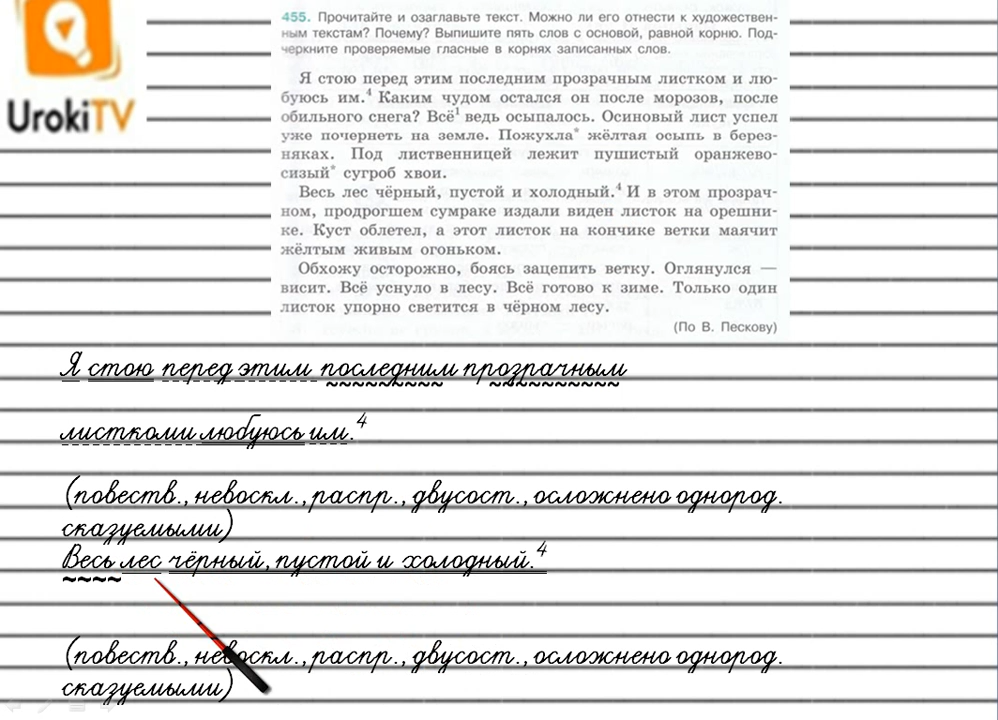 UrokiTV
455. Прочитайте и озаглавьте текст. Можно ли его отнести к художествен-
ным текстам? Почему? Выпишите пять слов с основой, равной корню. Под-
черкните проверяемые гласные в корнях записанных слов.
Я стою перед этим последним прозрачным листком и лю-
буюсь им.4 Каким чудом остался он после морозов, после
обильного снега? Всё1 ведь осыпалось. Осиновый лист успел
уже почернеть на земле. Пожухла* жёлтая осыпь в берез-
няках. Под лиственницей лежит пушистый оранжево-
сизый* сугроб хвои.
Весь лес чёрный, пустой и холодный.4 И в этом прозрач-
ном, продрогшем сумраке издали виден листок на орешни-
ке. Куст облетел, а этот листок на кончике ветки маячит
жёлтым живым огоньком.
Обхожу осторожно, боясь зацепить ветку. Оглянулся —
висит. Всё уснуло в лесу. Всё готово к зиме. Только один
листок упорно светится в чёрном лесу.
(По В. Пескову)
Я стою перед этим последним прозрачным
листком и любуюсь им.4
(повеств., невоскл., распр., двусост., осложнено однород.
сказуемыми)
Весь лес чёрный, пустой и холодный.4
(повеств., невоскл., распр., двусост., осложнено однород.
сказуемыми)